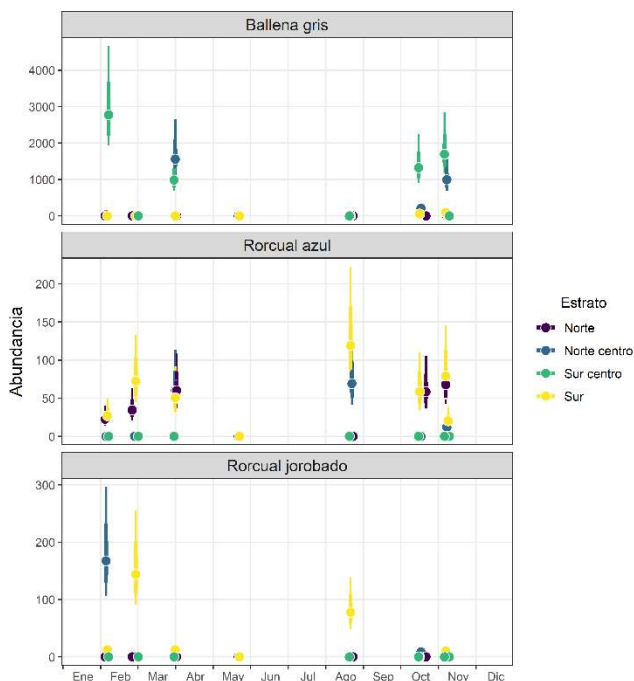 Ballena gris
4000
3000
2000
1000
0
Rorcual azul
200
150
100
50
0
Abundancia
Rorcual jorobado
300
200
100
0
Ene Feb Mar Abr May Jun Jul Ago Sep Oct Nov Dic
Estrato
Norte
Norte centro
Sur centro
Sur